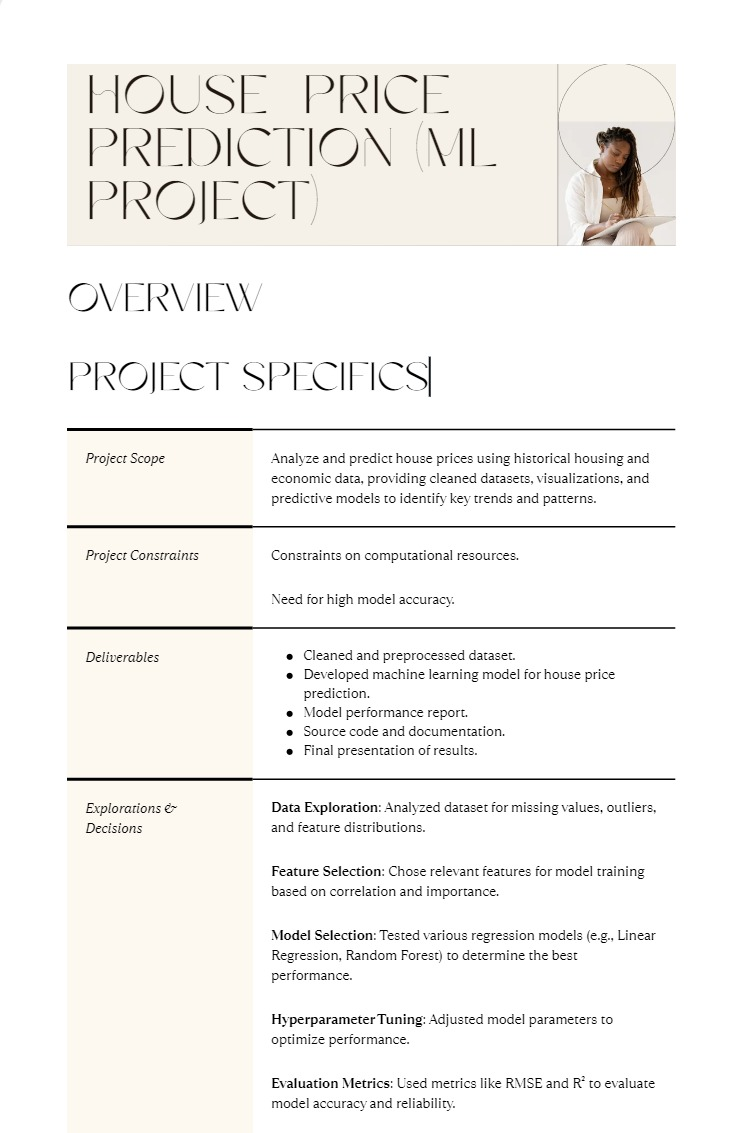 HOUSE PRICE
PREDICTION (ML
PROJECT)
OVERVIEW
PROJECT SPECIFICS
Project Scope
Analyze and predict house prices using historical housing and
economic data, providing cleaned datasets, visualizations, and
predictive models to identify key trends and patterns.
Project Constraints
Constraints on computational resources.
Need for high model accuracy.
Deliverables
● Cleaned and preprocessed dataset.
● Developed machine learning model for house price
prediction.
● Model performance report.
● Source code and documentation.
● Final presentation of results.
Explorations &
Decisions
Data Exploration: Analyzed dataset for missing values, outliers,
and feature distributions.
Feature Selection: Chose relevant features for model training
based on correlation and importance.
Model Selection: Tested various regression models (e.g., Linear
Regression, Random Forest) to determine the best
performance.
Hyperparameter Tuning: Adjusted model parameters to
optimize performance.
Evaluation Metrics: Used metrics like RMSE and R² to evaluate
model accuracy and reliability.